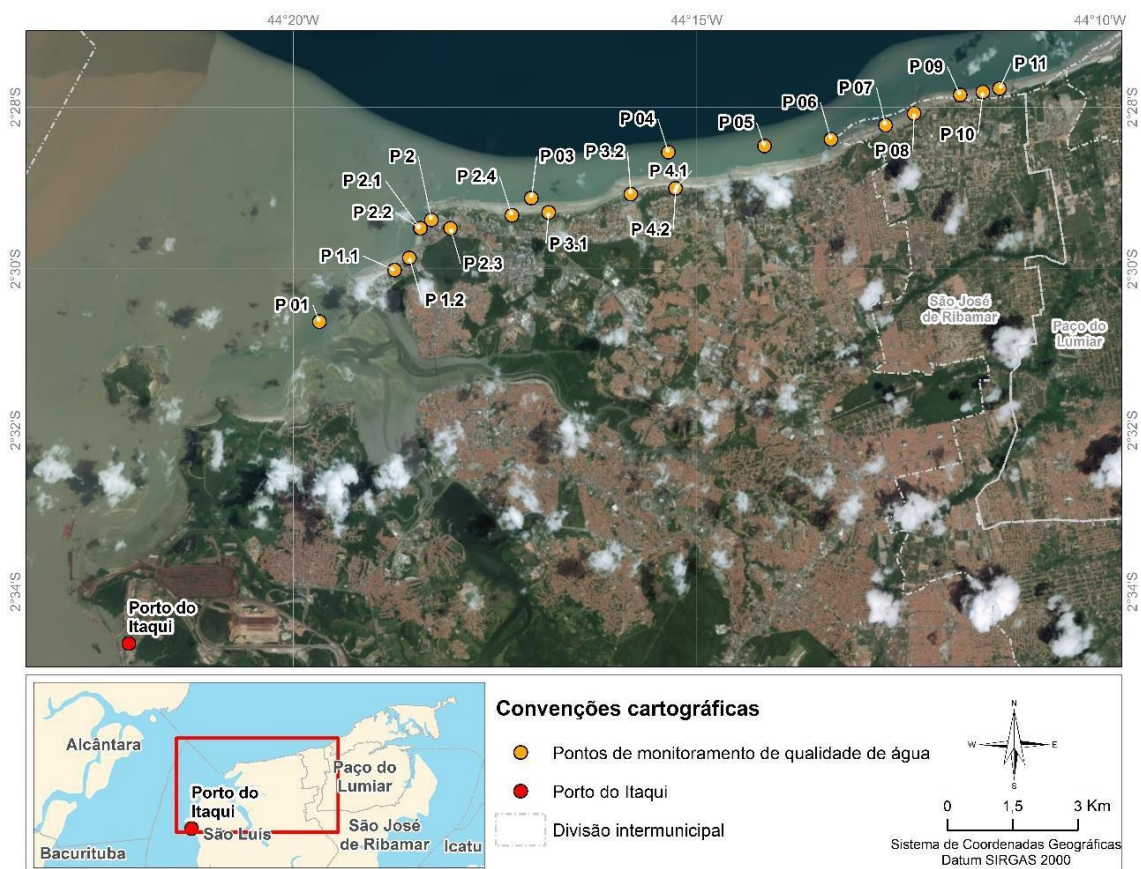 44°20'W
44°15'W
44°10'W
P 11
P 09
P 07
2°28'S
2°28'S
P 06
P 04
P 05
P 10
P 03
P 3.2
P 08
P 2
P 2.4
P 4.1
P 2.1
P 2.2
P 4.2
P 3.1
P 2.3
P 1.1
2°30'S
2°30'S
P 1.2
P 01
São José
de Ribamar
Paço do
Lumiar
2°32'S
2°32'S
2°34'S
2°34'S
Porto do
Itaqui
Convenções cartográficas
Pontos de monitoramento de qualidade de água
Porto do Itaqui
Divisão intermunicipal
Alcântara
Paço do
Lumiar
Porto do
Itaqui
São Luís
São José
de Ribamar
Bacurituba
Icatu
N
W
E
S
0 1,5 3 Km
Sistema de Coordenadas Geográficas
Datum SIRGAS 2000